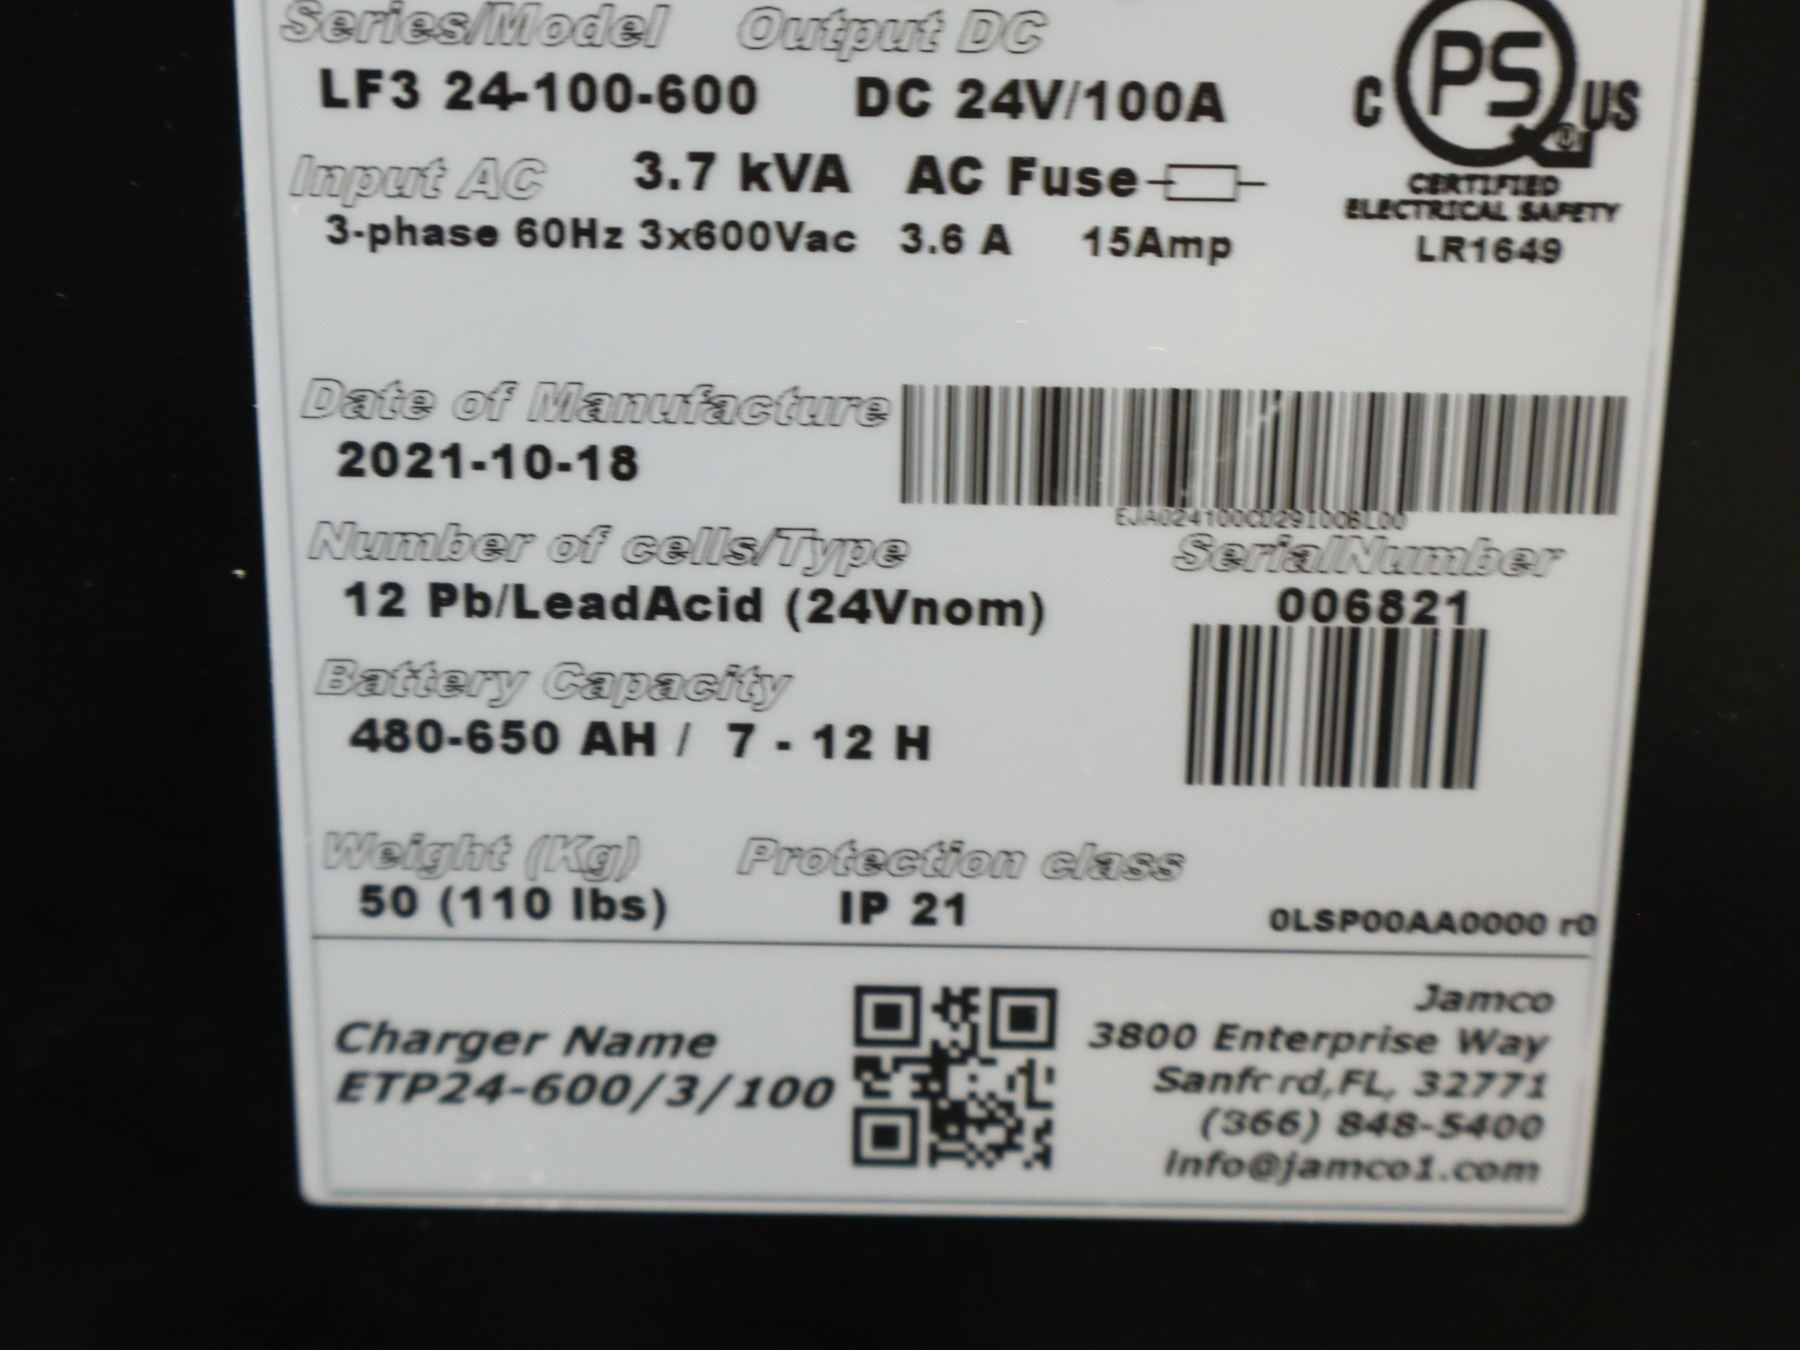 Series/Model Output DC
LF3 24-100-600 DC 24V/100A
C PS US
Input AC 3.7 kVA AC Fuse
CERTIFIED
ELECTRICAL SAFETY
3-phase 60Hz 3x600Vac 3.6 A 15Amp
LR1649
Date of Manufacture
2021-10-18
Number of cells/Type
SerialNumber
12 Pb/LeadAcid (24Vnom)
006821
Battery Capacity
480-650 AH / 7 - 12 H
Weight (Kg) Protection class
50 (110 lbs) IP 21
0LSP00AA0000 r0
Charger Name
ETP24-600/3/100
Jamco
3800 Enterprise Way
Sanford,FL, 32771
(366) 848-5400
info@jamco1.com